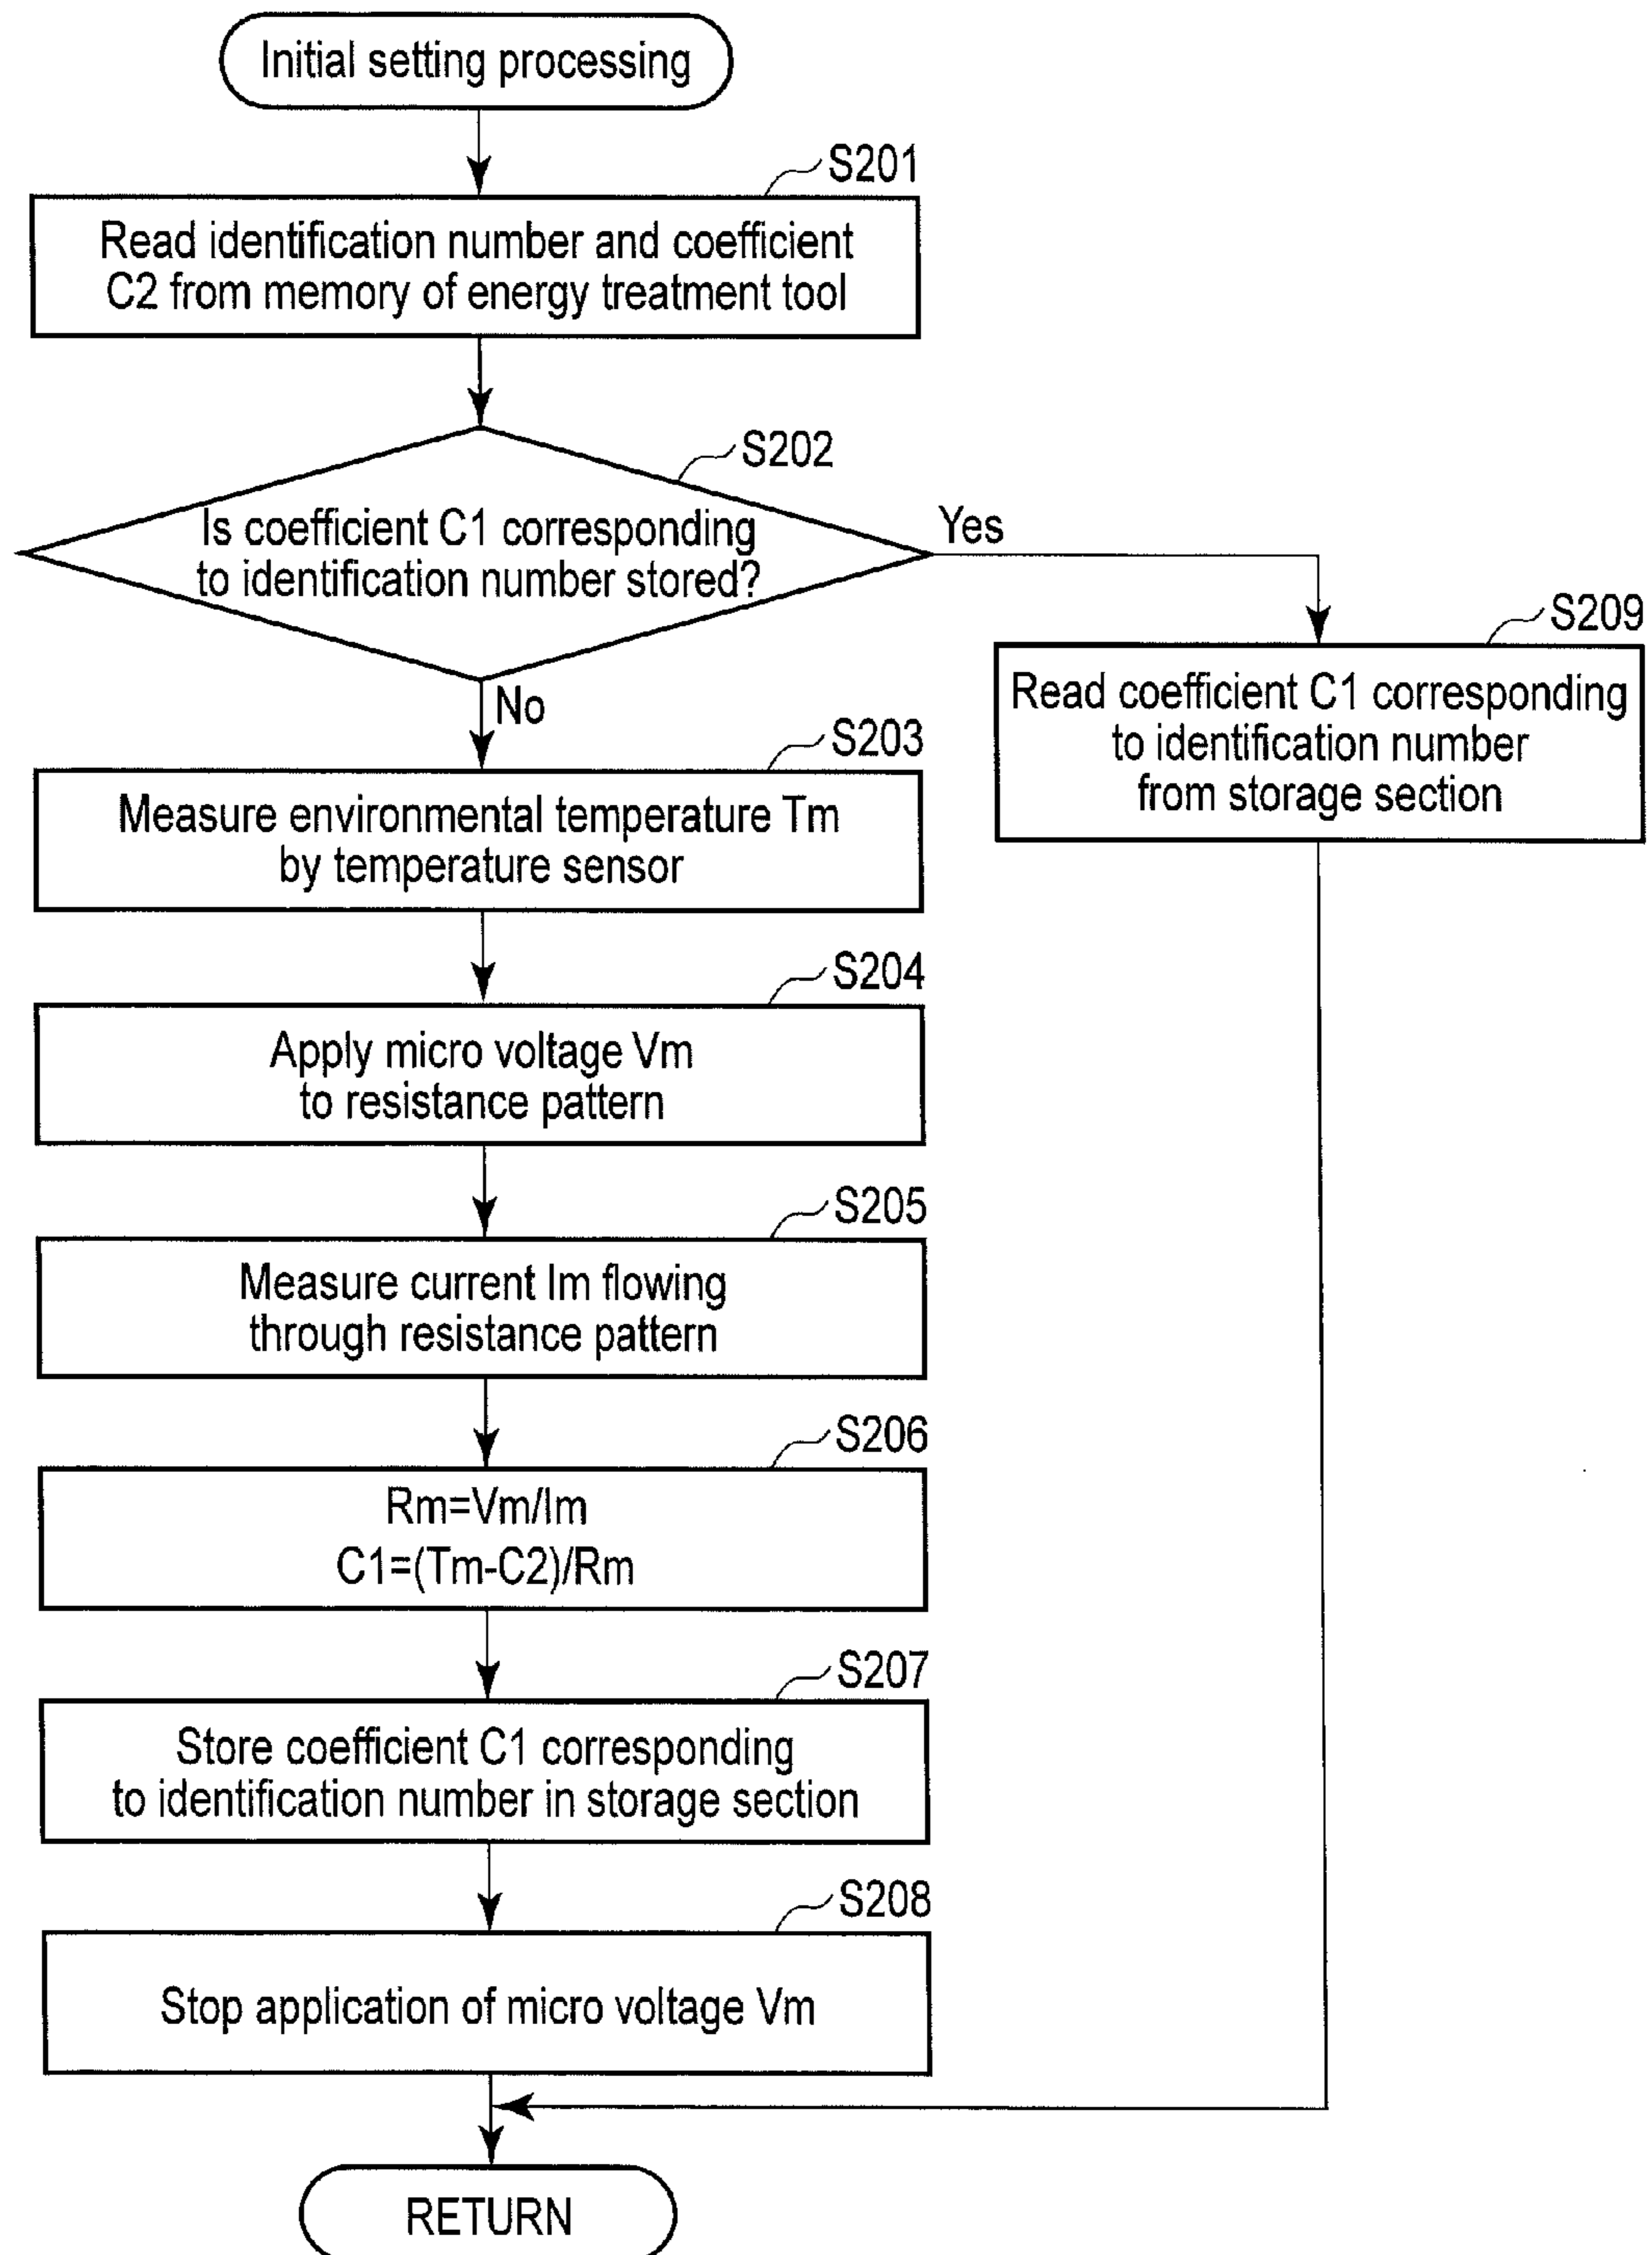 Initial setting processing
S201
Read identification number and coefficient
C2 from memory of energy treatment tool
S202
Is coefficient C1 corresponding
to identification number stored?
Yes
No
S209
Read coefficient C1 corresponding
to identification number
from storage section
S203
Measure environmental temperature Tm
by temperature sensor
S204
Apply micro voltage Vm
to resistance pattern
S205
Measure current Im flowing
through resistance pattern
S206
Rm=Vm/Im
C1=(Tm-C2)/Rm
S207
Store coefficient C1 corresponding
to identification number in storage section
S208
Stop application of micro voltage Vm
RETURN